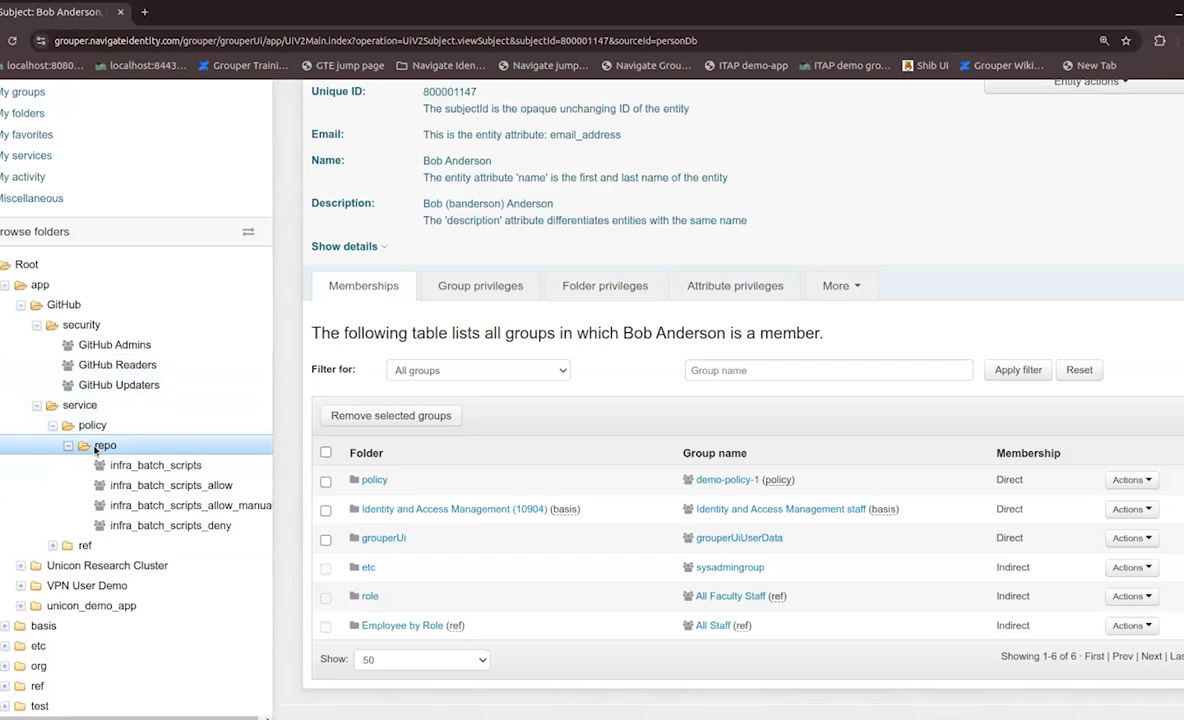 Subject: Bob Anderson,
grouper.navigateidentity.com/grouper/grouperUi/app/UiV2Main.index?operation=UiV2Subject.viewSubject&subjectId=800001147&sourceId=personDb
localhost:8080... localhost:8443... Grouper Traini... GTE jump page Navigate Iden... Navigate jump... Navigate Grou... ITAP demo-app ITAP demo gro... Shib UI Grouper Wiki... New Tab
My groups
My folders
My favorites
My services
My activity
Miscellaneous
rowse folders
Root
app
GitHub
security
GitHub Admins
GitHub Readers
GitHub Updaters
service
policy
repo
infra_batch_scripts
infra_batch_scripts_allow
infra_batch_scripts_allow_manua
infra_batch_scripts_deny
ref
Unicon Research Cluster
VPN User Demo
unicon_demo_app
basis
etc
org
ref
test
Entity actions
Unique ID: 800001147
The subjectId is the opaque unchanging ID of the entity
Email: This is the entity attribute: email_address
Name: Bob Anderson
The entity attribute 'name' is the first and last name of the entity
Description: Bob (banderson) Anderson
The 'description' attribute differentiates entities with the same name
Show details
Memberships Group privileges Folder privileges Attribute privileges More
The following table lists all groups in which Bob Anderson is a member.
Filter for: All groups Group name Apply filter Reset
Remove selected groups
Folder Group name Membership
policy demo-policy-1 (policy) Direct Actions
Identity and Access Management (10904) (basis) Identity and Access Management staff (basis) Direct Actions
grouperUi grouperUiUserData Direct Actions
etc sysadmingroup Indirect Actions
role All Faculty Staff (ref) Indirect Actions
Employee by Role (ref) All Staff (ref) Indirect Actions
Show: 50 Showing 1-6 of 6 · First | Prev | Next | Las